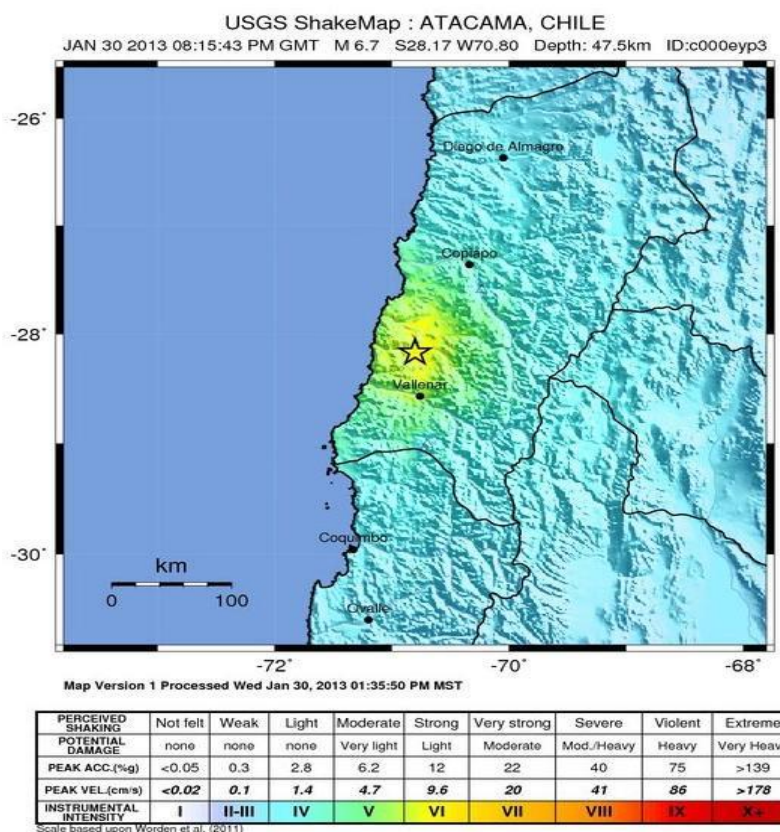 USGS ShakeMap : ATACAMA, CHILE
JAN 30 2013 08:15:43 PM GMT M 6.7 S28.17 W70.80 Depth: 47.5km ID:c000eyp3
-26°
Diego de Almagro
Copiapo
-28°
Vallenar
-30°
Coquimbo
km
0 100
Ovalle
-72° -70° -68°
Map Version 1 Processed Wed Jan 30, 2013 01:35:50 PM MST
PERCEIVED SHAKING Not felt Weak Light Moderate Strong Very strong Severe Violent Extreme
POTENTIAL DAMAGE none none none Very light Light Moderate Mod./Heavy Heavy Very Heavy
PEAK ACC.(%g) <0.05 0.3 2.8 6.2 12 22 40 75 >139
PEAK VEL.(cm/s) <0.02 0.1 1.4 4.7 9.6 20 41 86 >178
INSTRUMENTAL INTENSITY I II-III IV V VI VII VIII IX X+
Scale based upon Worden et al. (2011)